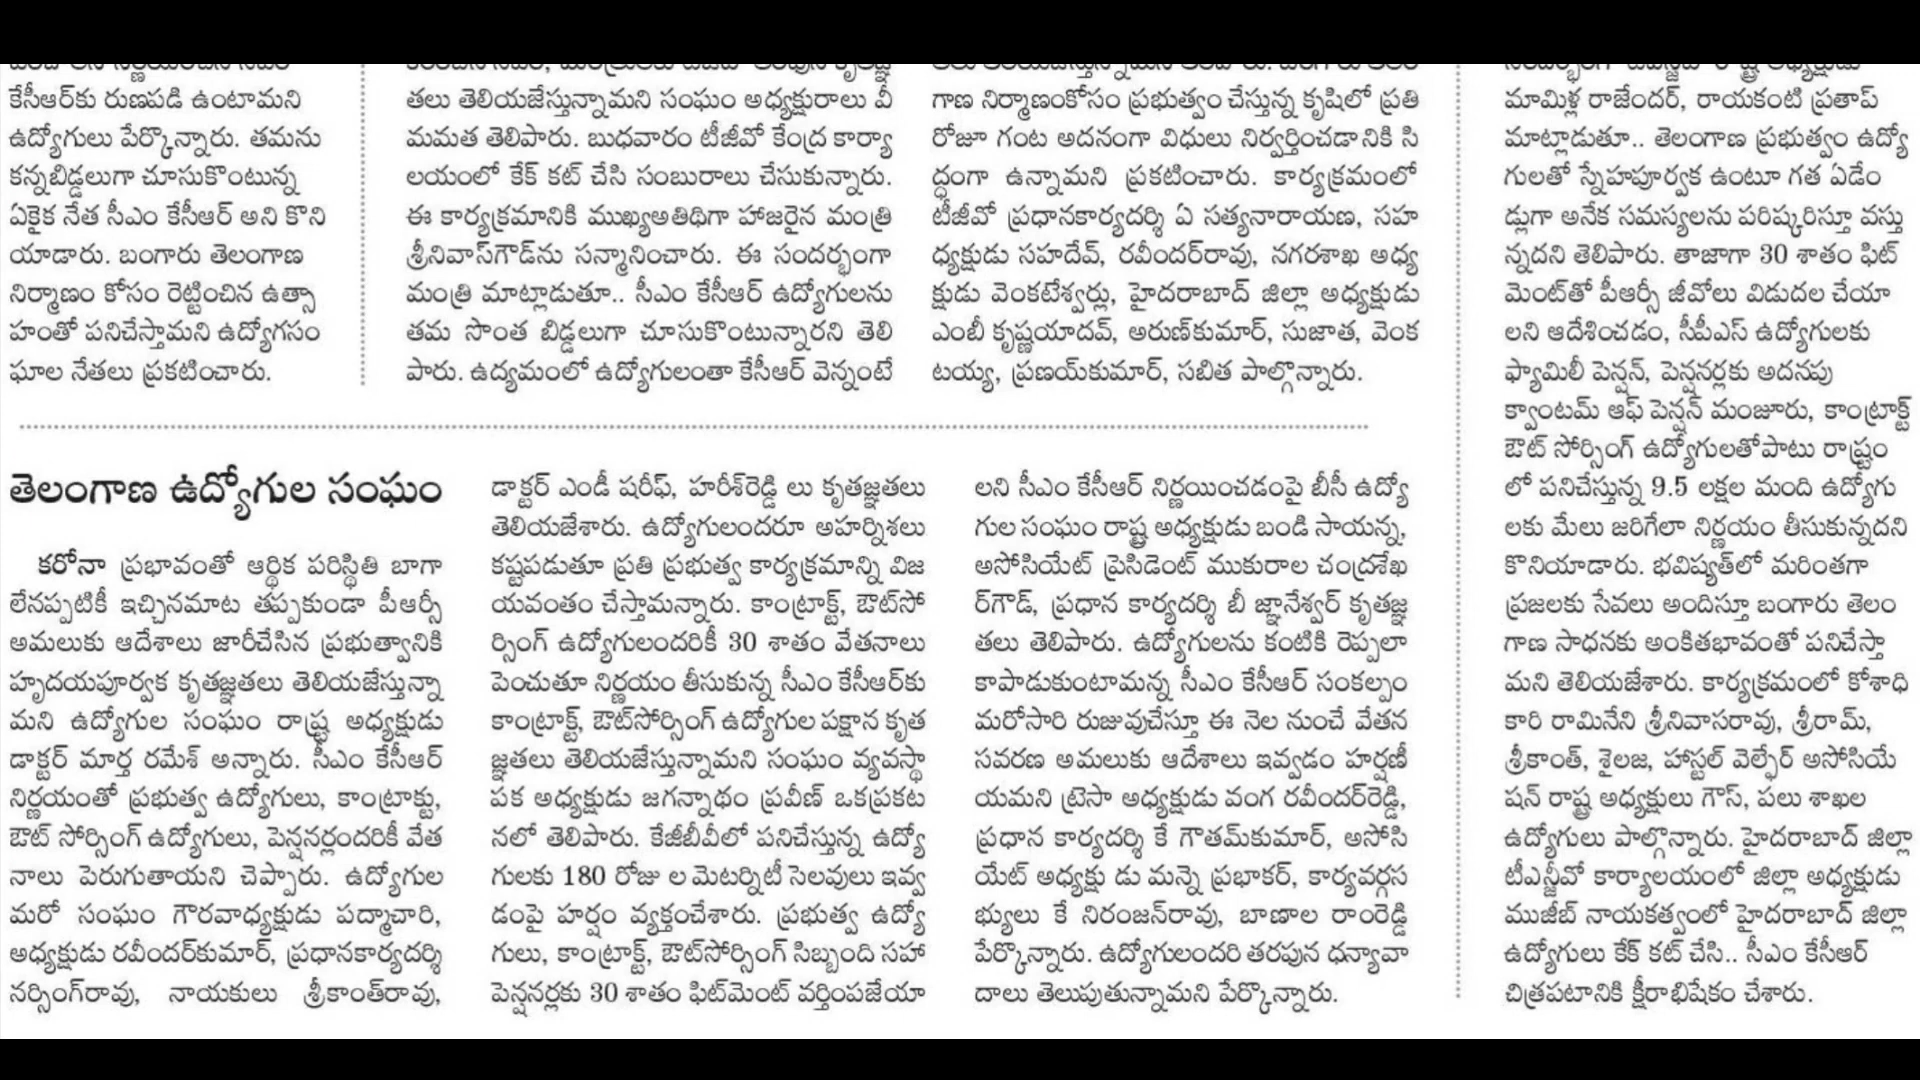 కేసీఆర్‌కు రుణపడి ఉంటామని
ఉద్యోగులు పేర్కొన్నారు. తమను
కన్నబిడ్డలుగా చూసుకొంటున్న
ఏకైక నేత సీఎం కేసీఆర్ అని కొని
యాడారు. బంగారు తెలంగాణ
నిర్మాణం కోసం రెట్టించిన ఉత్సా
హంతో పనిచేస్తామని ఉద్యోగసం
ఘాల నేతలు ప్రకటించారు.
తలు తెలియజేస్తున్నామని సంఘం అధ్యక్షురాలు వీ
మమత తెలిపారు. బుధవారం టీజీవో కేంద్ర కార్యా
లయంలో కేక్ కట్ చేసి సంబురాలు చేసుకున్నారు.
ఈ కార్యక్రమానికి ముఖ్యఅతిథిగా హాజరైన మంత్రి
శ్రీనివాస్‌గౌడ్‌ను సన్మానించారు. ఈ సందర్భంగా
మంత్రి మాట్లాడుతూ.. సీఎం కేసీఆర్ ఉద్యోగులను
తమ సొంత బిడ్డలుగా చూసుకొంటున్నారని తెలి
పారు. ఉద్యమంలో ఉద్యోగులంతా కేసీఆర్ వెన్నంటే
గాణ నిర్మాణంకోసం ప్రభుత్వం చేస్తున్న కృషిలో ప్రతి
రోజూ గంట అదనంగా విధులు నిర్వర్తించడానికి సి
ద్ధంగా ఉన్నామని ప్రకటించారు. కార్యక్రమంలో
టీజీవో ప్రధానకార్యదర్శి ఏ సత్యనారాయణ, సహ
ధ్యక్షుడు సహదేవ్, రవీందర్‌రావు, నగరశాఖ అధ్య
క్షుడు వెంకటేశ్వర్లు, హైదరాబాద్ జిల్లా అధ్యక్షుడు
ఎంబీ కృష్ణయాదవ్, అరుణ్‌కుమార్, సుజాత, వెంక
టయ్య, ప్రణయ్‌కుమార్, సబిత పాల్గొన్నారు.
తెలంగాణ ఉద్యోగుల సంఘం
కరోనా ప్రభావంతో ఆర్థిక పరిస్థితి బాగా
లేనప్పటికీ ఇచ్చినమాట తప్పకుండా పీఆర్సీ
అమలుకు ఆదేశాలు జారీచేసిన ప్రభుత్వానికి
హృదయపూర్వక కృతజ్ఞతలు తెలియజేస్తున్నా
మని ఉద్యోగుల సంఘం రాష్ట్ర అధ్యక్షుడు
డాక్టర్ మార్త రమేశ్ అన్నారు. సీఎం కేసీఆర్
నిర్ణయంతో ప్రభుత్వ ఉద్యోగులు, కాంట్రాక్టు,
ఔట్ సోర్సింగ్ ఉద్యోగులు, పెన్షనర్లందరికీ వేత
నాలు పెరుగుతాయని చెప్పారు. ఉద్యోగుల
మరో సంఘం గౌరవాధ్యక్షుడు పద్మాచారి,
అధ్యక్షుడు రవీందర్‌కుమార్, ప్రధానకార్యదర్శి
నర్సింగ్‌రావు, నాయకులు శ్రీకాంత్‌రావు,
డాక్టర్ ఎండీ షరీఫ్, హరీశ్‌రెడ్డి లు కృతజ్ఞతలు
తెలియజేశారు. ఉద్యోగులందరూ అహర్నిశలు
కష్టపడుతూ ప్రతి ప్రభుత్వ కార్యక్రమాన్ని విజ
యవంతం చేస్తామన్నారు. కాంట్రాక్ట్, ఔట్‌సో
ర్సింగ్ ఉద్యోగులందరికీ 30 శాతం వేతనాలు
పెంచుతూ నిర్ణయం తీసుకున్న సీఎం కేసీఆర్‌కు
కాంట్రాక్ట్, ఔట్‌సోర్సింగ్ ఉద్యోగుల పక్షాన కృత
జ్ఞతలు తెలియజేస్తున్నామని సంఘం వ్యవస్థా
పక అధ్యక్షుడు జగన్నాథం ప్రవీణ్ ఒకప్రకట
నలో తెలిపారు. కేజీబీవీలో పనిచేస్తున్న ఉద్యో
గులకు 180 రోజు ల మెటర్నిటీ సెలవులు ఇవ్వ
డంపై హర్షం వ్యక్తంచేశారు. ప్రభుత్వ ఉద్యో
గులు, కాంట్రాక్ట్, ఔట్‌సోర్సింగ్ సిబ్బంది సహా
పెన్షనర్లకు 30 శాతం ఫిట్‌మెంట్ వర్తింపజేయా
లని సీఎం కేసీఆర్ నిర్ణయించడంపై బీసీ ఉద్యో
గుల సంఘం రాష్ట్ర అధ్యక్షుడు బండి సాయన్న,
అసోసియేట్ ప్రెసిడెంట్ ముకురాల చంద్రశేఖ
ర్‌గౌడ్, ప్రధాన కార్యదర్శి బీ జ్ఞానేశ్వర్ కృతజ్ఞ
తలు తెలిపారు. ఉద్యోగులను కంటికి రెప్పలా
కాపాడుకుంటామన్న సీఎం కేసీఆర్ సంకల్పం
మరోసారి రుజువుచేస్తూ ఈ నెల నుంచే వేతన
సవరణ అమలుకు ఆదేశాలు ఇవ్వడం హర్షణీ
యమని ట్రెసా అధ్యక్షుడు వంగ రవీందర్‌రెడ్డి,
ప్రధాన కార్యదర్శి కే గౌతమ్‌కుమార్, అసోసి
యేట్ అధ్యక్షు డు మన్నె ప్రభాకర్, కార్యవర్గస
భ్యులు కే నిరంజన్‌రావు, బాణాల రాంరెడ్డి
పేర్కొన్నారు. ఉద్యోగులందరి తరఫున ధన్యావా
దాలు తెలుపుతున్నామని పేర్కొన్నారు.
మామిళ్ల రాజేందర్, రాయకంటి ప్రతాప్
మాట్లాడుతూ.. తెలంగాణ ప్రభుత్వం ఉద్యో
గులతో స్నేహపూర్వక ఉంటూ గత ఏడేం
డ్లుగా అనేక సమస్యలను పరిష్కరిస్తూ వస్తు
న్నదని తెలిపారు. తాజాగా 30 శాతం ఫిట్
మెంట్‌తో పీఆర్సీ జీవోలు విడుదల చేయా
లని ఆదేశించడం, సీపీఎస్ ఉద్యోగులకు
ఫ్యామిలీ పెన్షన్, పెన్షనర్లకు అదనపు
క్వాంటమ్ ఆఫ్ పెన్షన్ మంజూరు, కాంట్రాక్ట్
ఔట్ సోర్సింగ్ ఉద్యోగులతోపాటు రాష్ట్రం
లో పనిచేస్తున్న 9.5 లక్షల మంది ఉద్యోగు
లకు మేలు జరిగేలా నిర్ణయం తీసుకున్నదని
కొనియాడారు. భవిష్యత్‌లో మరింతగా
ప్రజలకు సేవలు అందిస్తూ బంగారు తెలం
గాణ సాధనకు అంకితభావంతో పనిచేస్తా
మని తెలియజేశారు. కార్యక్రమంలో కోశాధి
కారి రామినేని శ్రీనివాసరావు, శ్రీరామ్,
శ్రీకాంత్, శైలజ, హాస్టల్ వెల్ఫేర్ అసోసియే
షన్ రాష్ట్ర అధ్యక్షులు గౌస్, పలు శాఖల
ఉద్యోగులు పాల్గొన్నారు. హైదరాబాద్ జిల్లా
టీఎన్జీవో కార్యాలయంలో జిల్లా అధ్యక్షుడు
ముజీబ్ నాయకత్వంలో హైదరాబాద్ జిల్లా
ఉద్యోగులు కేక్ కట్ చేసి.. సీఎం కేసీఆర్
చిత్రపటానికి క్షీరాభిషేకం చేశారు.